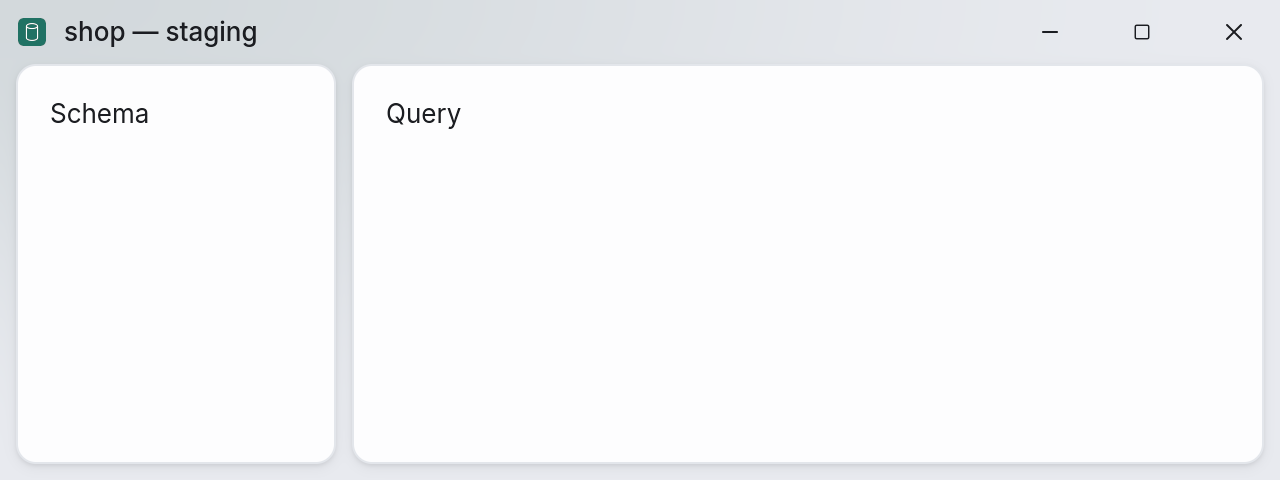 shop — staging
Schema
Query